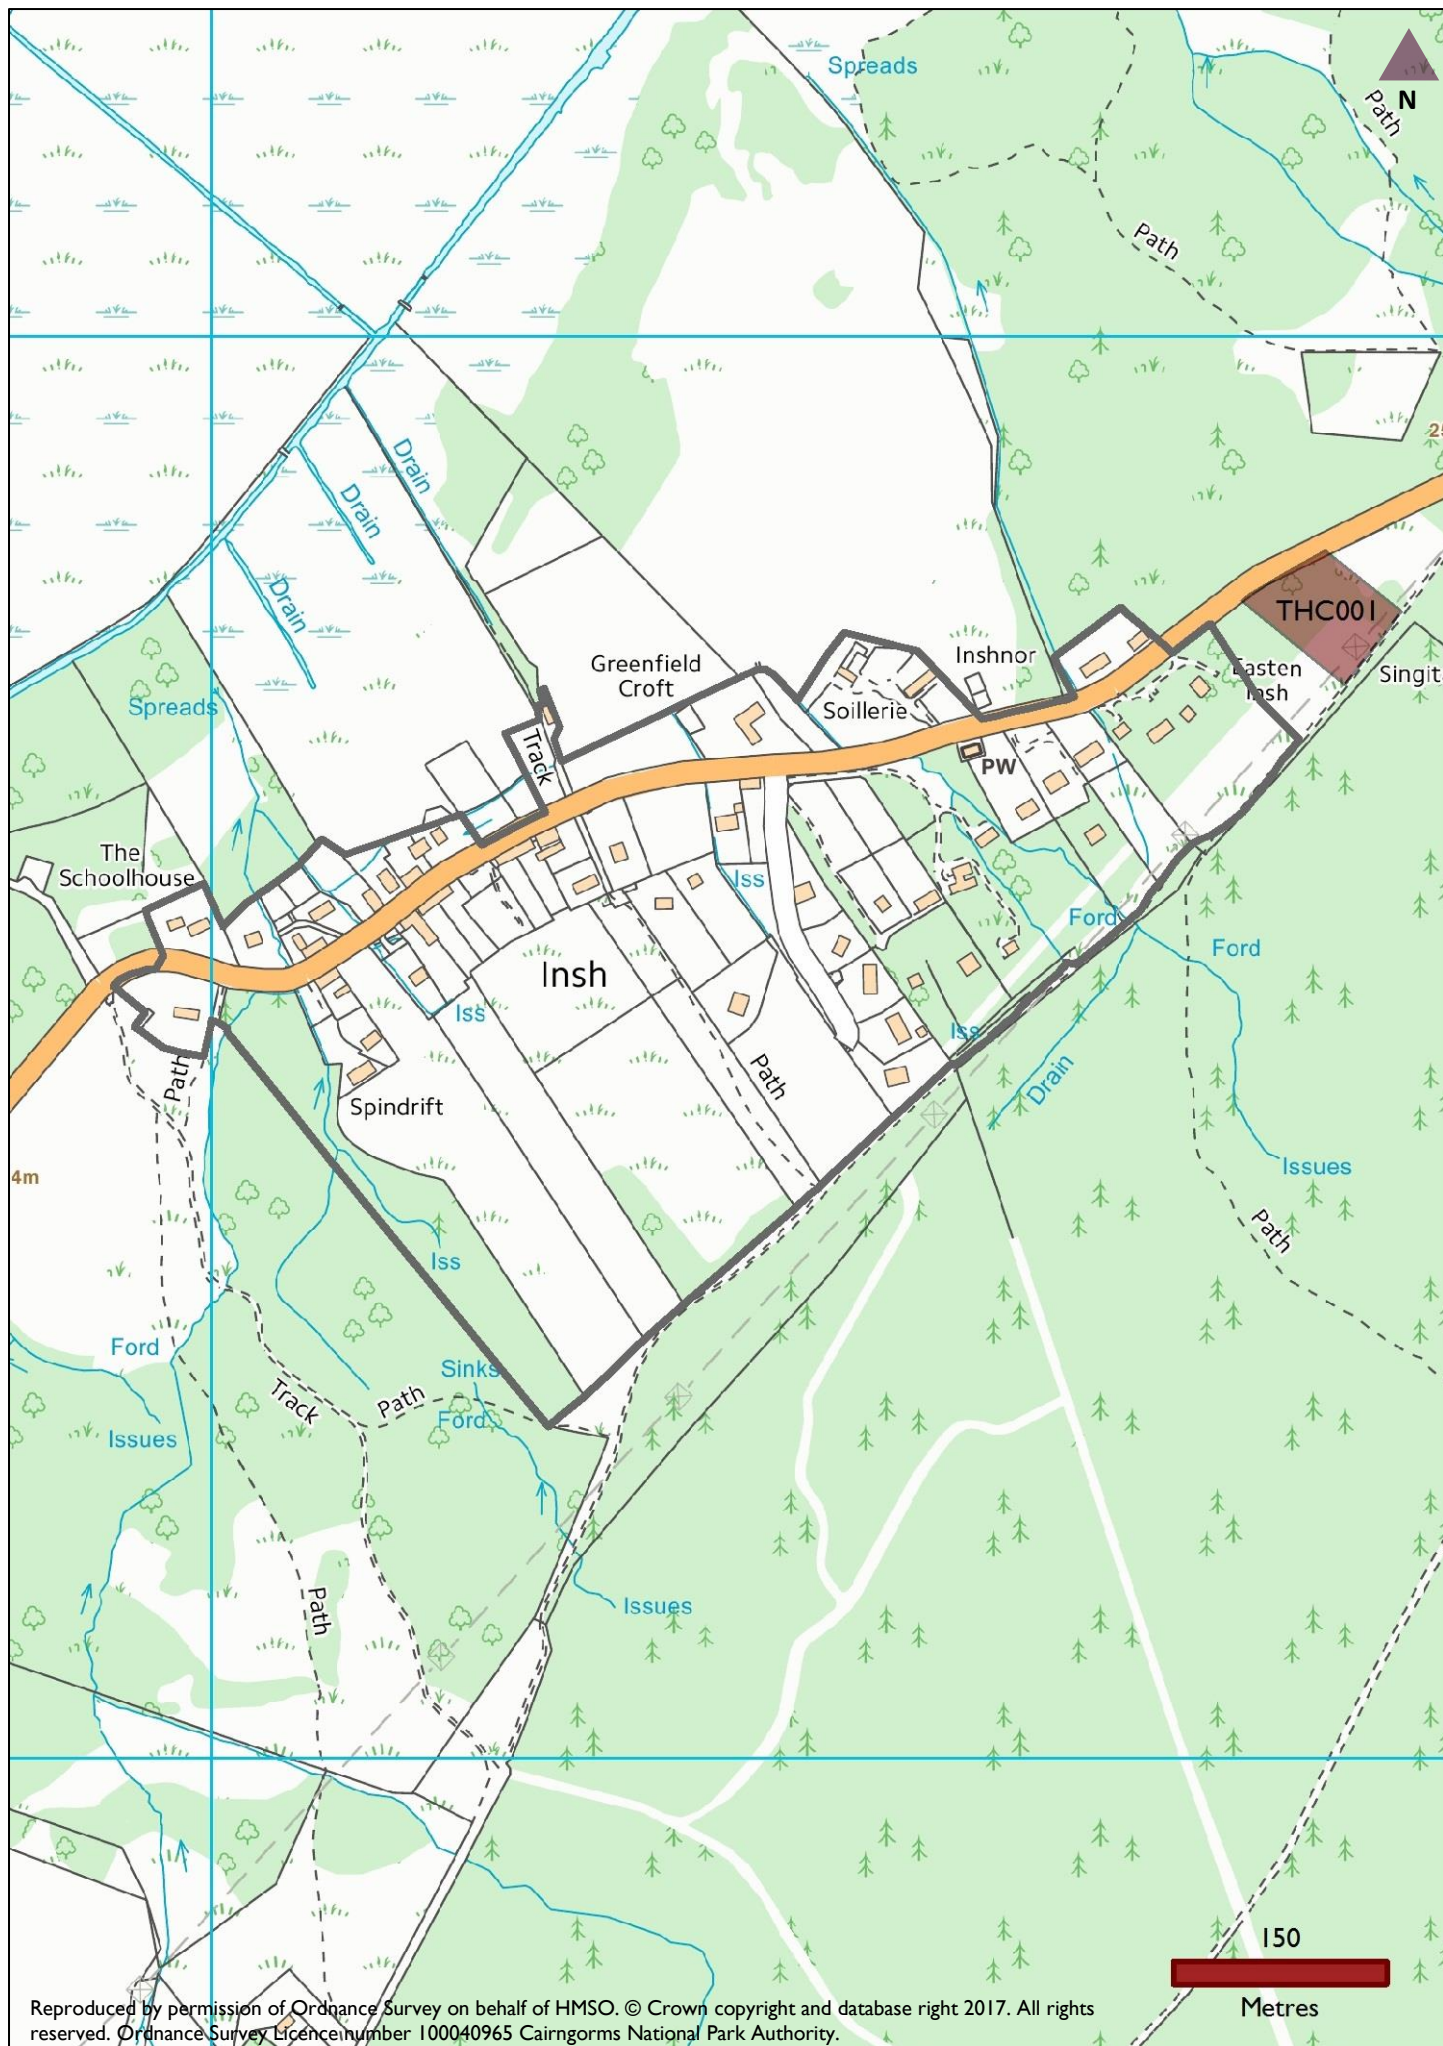 Spreads
Path
N
Path
Drain
Drain
Drain
THC001
Greenfield
Croft
Inshnor
Easten
Insh
Spreads
Soillerie
Track
PW
The
Schoolhouse
Iss
Ford
Ford
Insh
Iss
Iss
Path
Path
Drain
Spindrift
Issues
4m
Path
Iss
Ford
Sinks
Track
Path
Ford
Issues
Path
Issues
150
Metres
Reproduced by permission of Ordnance Survey on behalf of HMSO. © Crown copyright and database right 2017. All rights
reserved. Ordnance Survey Licence number 100040965 Cairngorms National Park Authority.